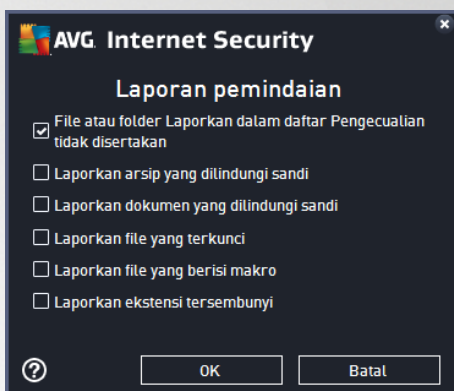 AVG Internet Security
Laporan pemindaian
File atau folder Laporkan dalam daftar Pengecualian
tidak disertakan
Laporkan arsip yang dilindungi sandi
Laporkan dokumen yang dilindungi sandi
Laporkan file yang terkunci
Laporkan file yang berisi makro
Laporkan ekstensi tersembunyi
?
OK
Batal